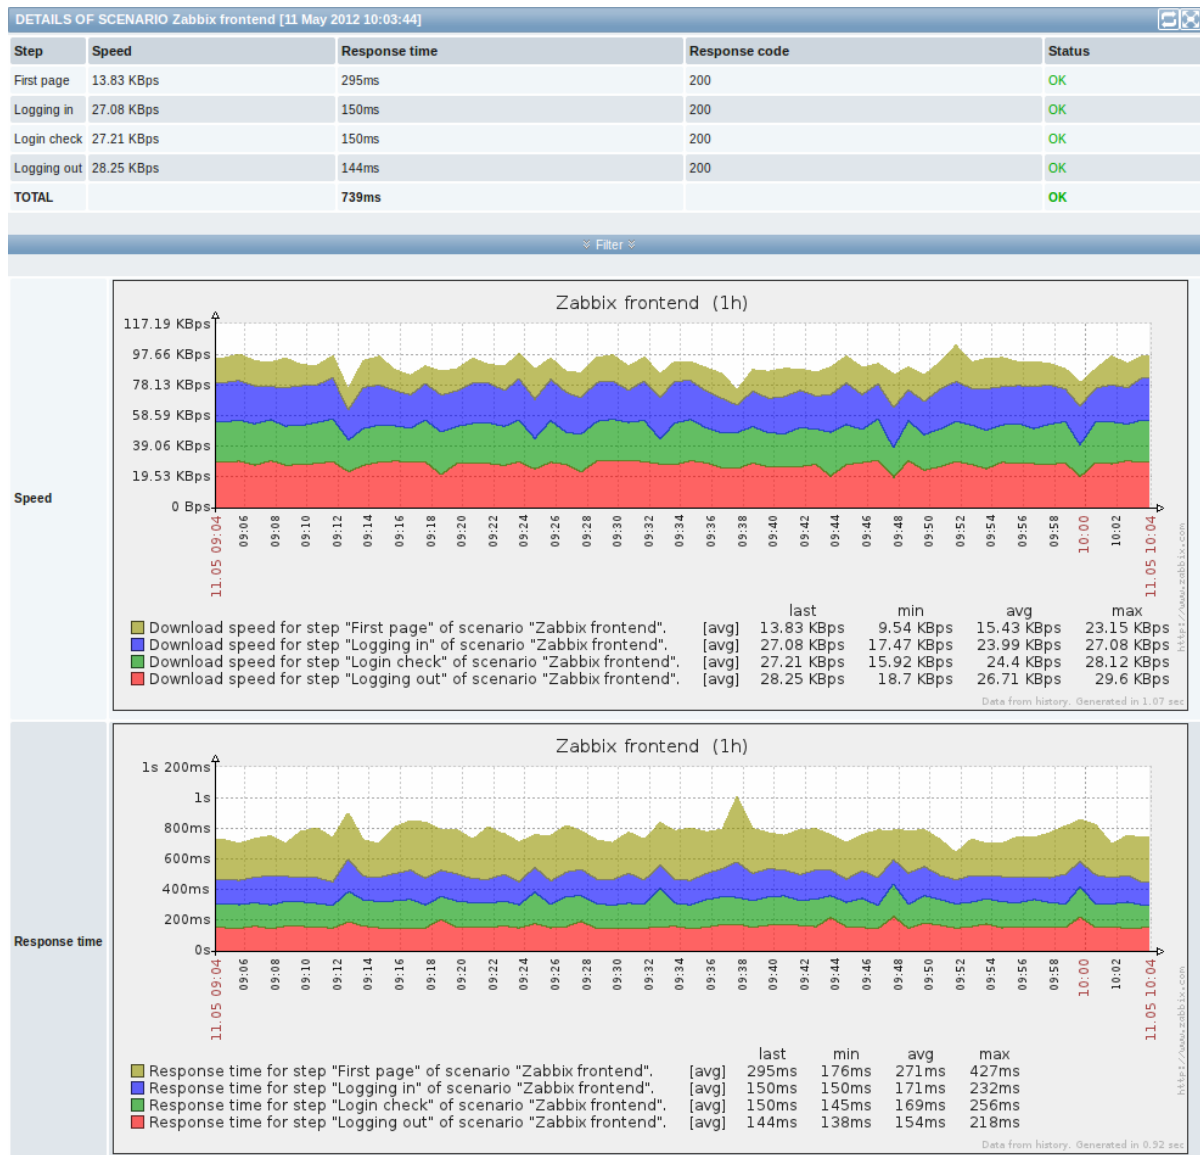 DETAILS OF SCENARIO Zabbix frontend [11 May 2012 10:03:44]
Step Speed Response time Response code Status
First page 13.83 KBps 295ms 200 OK
Logging in 27.08 KBps 150ms 200 OK
Login check 27.21 KBps 150ms 200 OK
Logging out 28.25 KBps 144ms 200 OK
TOTAL 739ms OK
Filter
Speed
Zabbix frontend (1h)
117.19 KBps
97.66 KBps
78.13 KBps
58.59 KBps
39.06 KBps
19.53 KBps
0 Bps
11.05 09:04 09:06 09:08 09:10 09:12 09:14 09:16 09:18 09:20 09:22 09:24 09:26 09:28 09:30 09:32 09:34 09:36 09:38 09:40 09:42 09:44 09:46 09:48 09:50 09:52 09:54 09:56 09:58 10:00 10:02 11.05 10:04
http://www.zabbix.com
last min avg max
Download speed for step "First page" of scenario "Zabbix frontend". [avg] 13.83 KBps 9.54 KBps 15.43 KBps 23.15 KBps
Download speed for step "Logging in" of scenario "Zabbix frontend". [avg] 27.08 KBps 17.47 KBps 23.99 KBps 27.08 KBps
Download speed for step "Login check" of scenario "Zabbix frontend". [avg] 27.21 KBps 15.92 KBps 24.4 KBps 28.12 KBps
Download speed for step "Logging out" of scenario "Zabbix frontend". [avg] 28.25 KBps 18.7 KBps 26.71 KBps 29.6 KBps
Data from history. Generated in 1.07 sec
Response time
Zabbix frontend (1h)
1s 200ms
1s
800ms
600ms
400ms
200ms
0s
11.05 09:04 09:06 09:08 09:10 09:12 09:14 09:16 09:18 09:20 09:22 09:24 09:26 09:28 09:30 09:32 09:34 09:36 09:38 09:40 09:42 09:44 09:46 09:48 09:50 09:52 09:54 09:56 09:58 10:00 10:02 11.05 10:04
http://www.zabbix.com
last min avg max
Response time for step "First page" of scenario "Zabbix frontend". [avg] 295ms 176ms 271ms 427ms
Response time for step "Logging in" of scenario "Zabbix frontend". [avg] 150ms 150ms 171ms 232ms
Response time for step "Login check" of scenario "Zabbix frontend". [avg] 150ms 145ms 169ms 256ms
Response time for step "Logging out" of scenario "Zabbix frontend". [avg] 144ms 138ms 154ms 218ms
Data from history. Generated in 0.92 sec